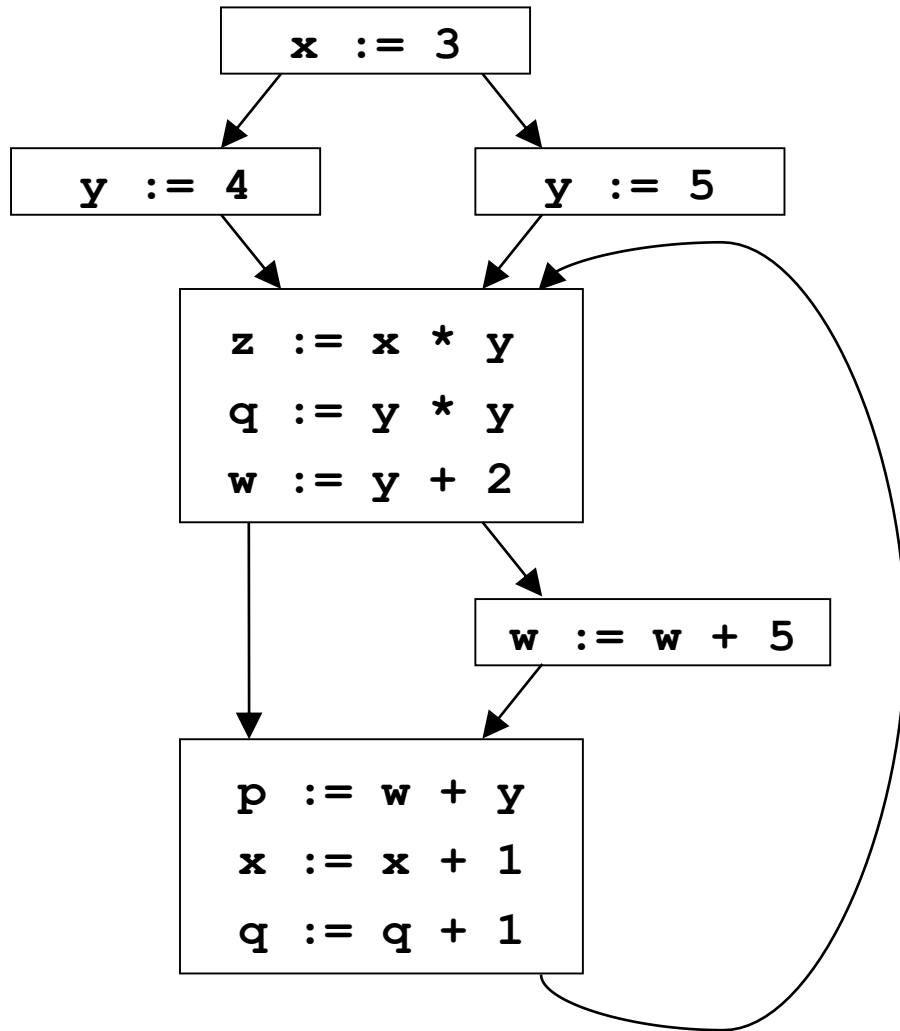 x := 3
y := 4
y := 5
z := x * y
q := y * y
w := y + 2
w := w + 5
p := w + y
x := x + 1
q := q + 1